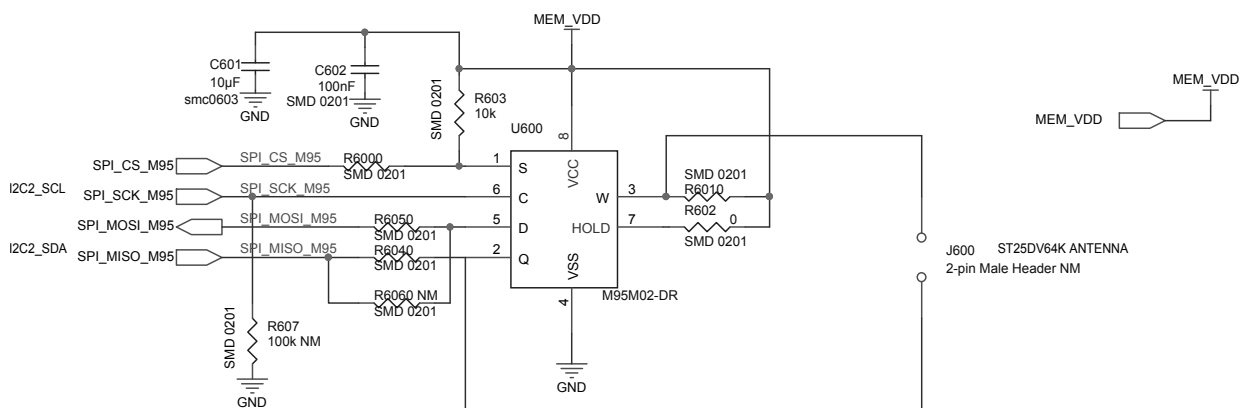 MEM_VDD
C601
10µF
smc0603
GND
C602
100nF
SMD 0201
GND
SMD 0201
R603
10k
MEM_VDD
MEM_VDD
U600
8
VCC
SPI_CS_M95
SPI_CS_M95
R6000
SMD 0201
1
S
I2C2_SCL
SPI_SCK_M95
SPI_SCK_M95
6
C
W
3
SMD 0201
R6010
SPI_MOSI_M95
SPI_MOSI_M95
R6050
SMD 0201
5
D
HOLD
7
R602
0
SMD 0201
I2C2_SDA
SPI_MISO_M95
SPI_MISO_M95
R6040
SMD 0201
2
Q
VSS
4
R6060 NM
SMD 0201
M95M02-DR
J600
ST25DV64K ANTENNA
2-pin Male Header NM
SMD 0201
R607
100k NM
GND
GND